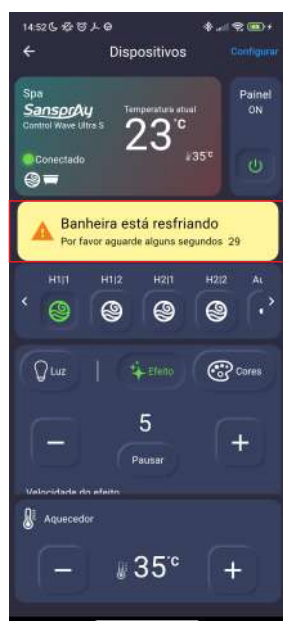 14:52
Dispositivos
Configurar
Spa
SansprAy
Control Wave Ultra S
Temperatura atual
23°C
Conectado
35°c
Painel
ON
Banheira está resfriando
Por favor aguarde alguns segundos 29
H1|1 H1|2 H2|1 H2|2
Luz
Efeito
Cores
5
Pausar
Velocidade do efeito
Aquecedor
35°c